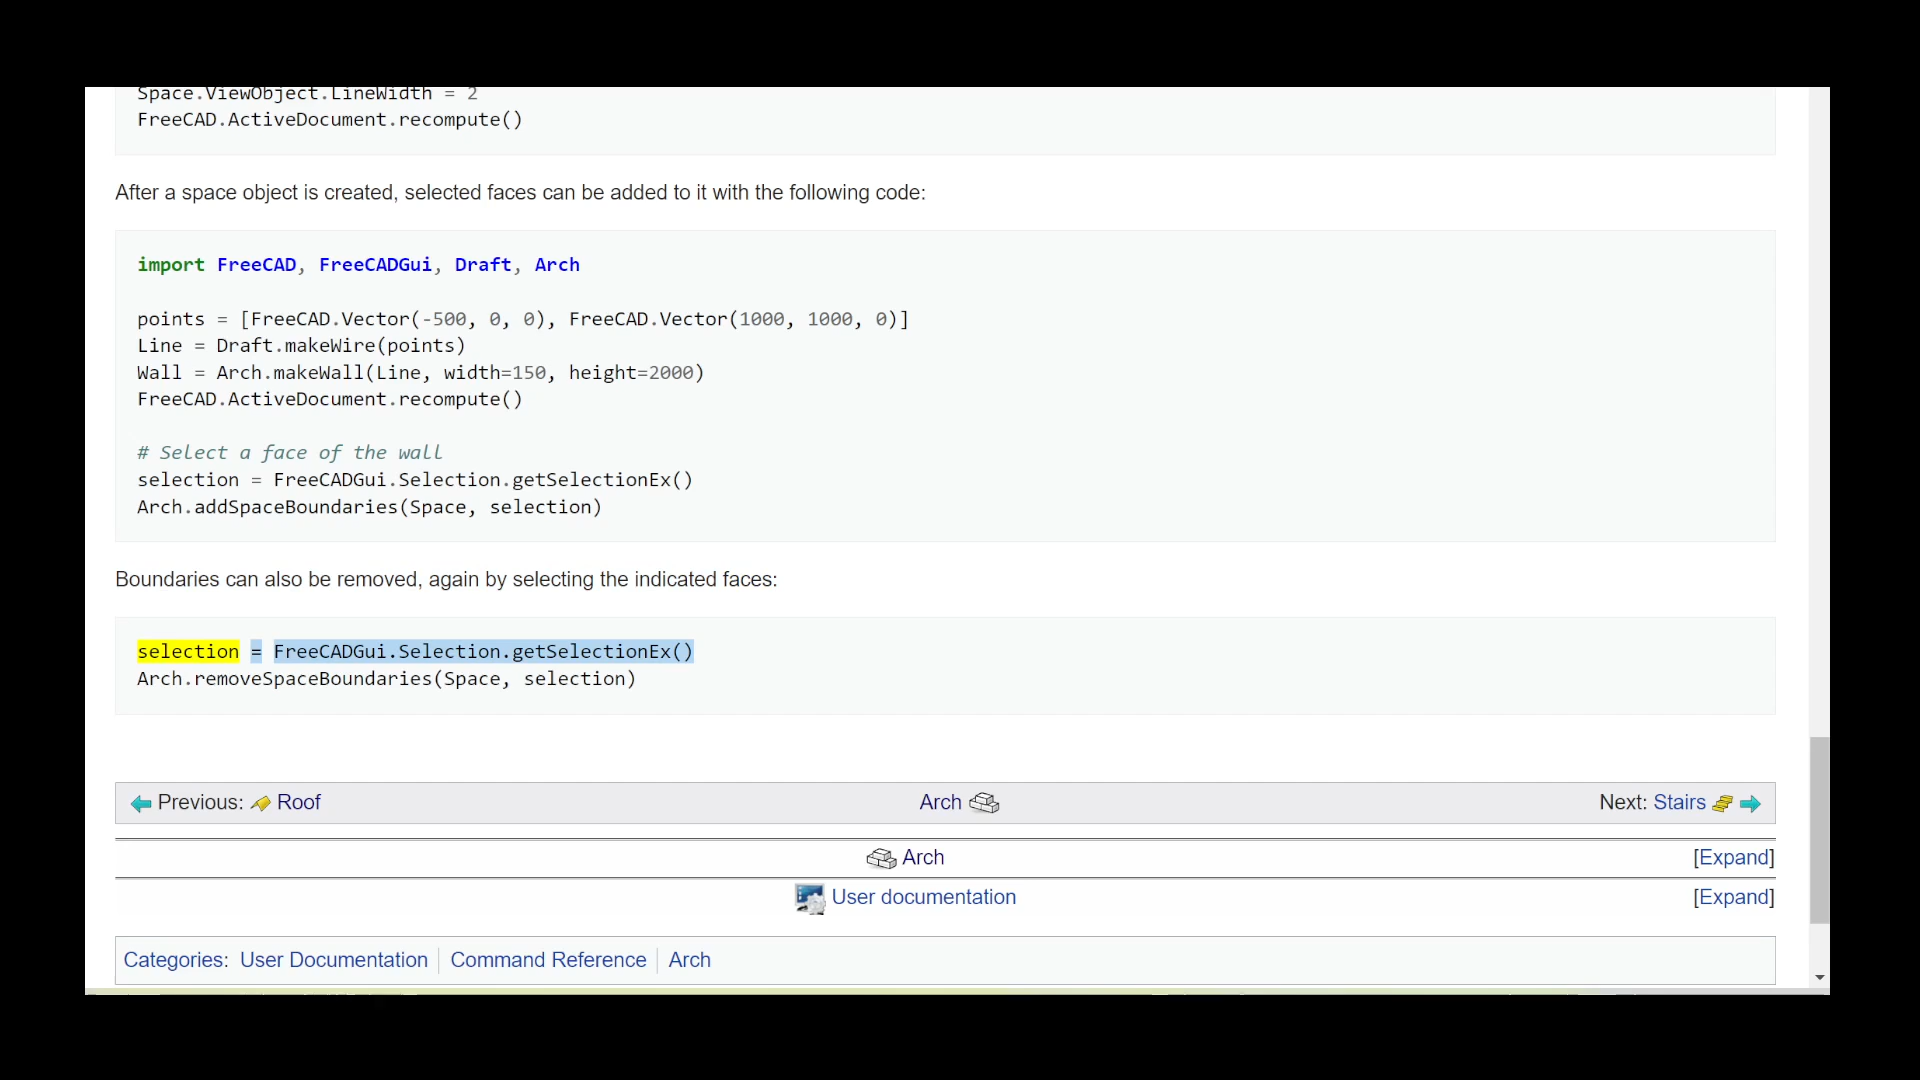 Space.ViewObject.LineWidth = 2
FreeCAD.ActiveDocument.recompute()
After a space object is created, selected faces can be added to it with the following code:
import FreeCAD, FreeCADGui, Draft, Arch
points = [FreeCAD.Vector(-500, 0, 0), FreeCAD.Vector(1000, 1000, 0)]
Line = Draft.makeWire(points)
Wall = Arch.makeWall(Line, width=150, height=2000)
FreeCAD.ActiveDocument.recompute()
# Select a face of the wall
selection = FreeCADGui.Selection.getSelectionEx()
Arch.addSpaceBoundaries(Space, selection)
Boundaries can also be removed, again by selecting the indicated faces:
selection = FreeCADGui.Selection.getSelectionEx()
Arch.removeSpaceBoundaries(Space, selection)
Previous: Roof Arch Next: Stairs
Arch [Expand]
User documentation [Expand]
Categories: User Documentation Command Reference Arch